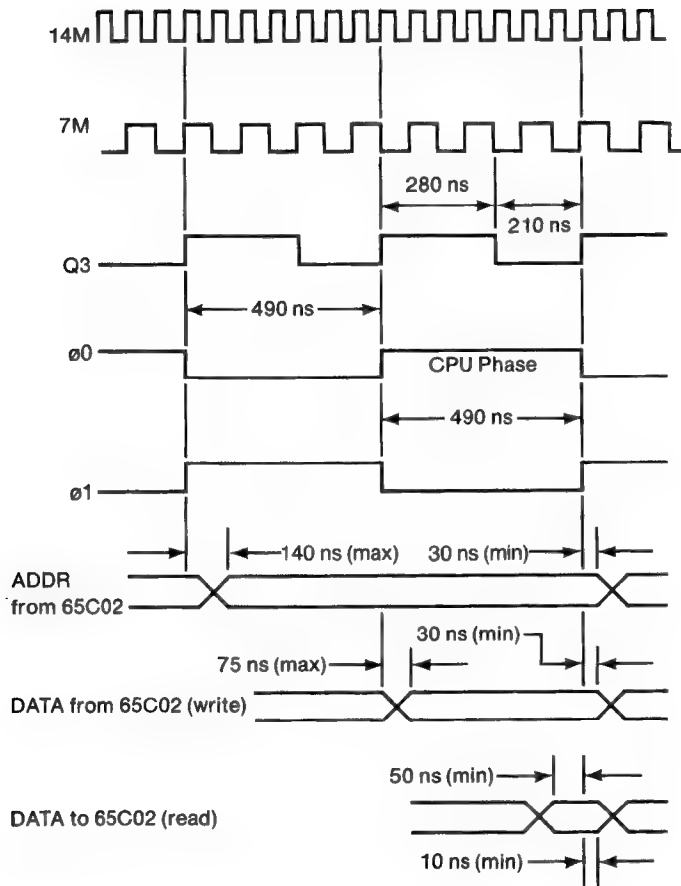 14M
7M
280 ns
210 ns
Q3
490 ns
ø0
CPU Phase
490 ns
ø1
140 ns (max)
30 ns (min)
ADDR
from 65C02
30 ns (min)
75 ns (max)
DATA from 65C02 (write)
50 ns (min)
DATA to 65C02 (read)
10 ns (min)